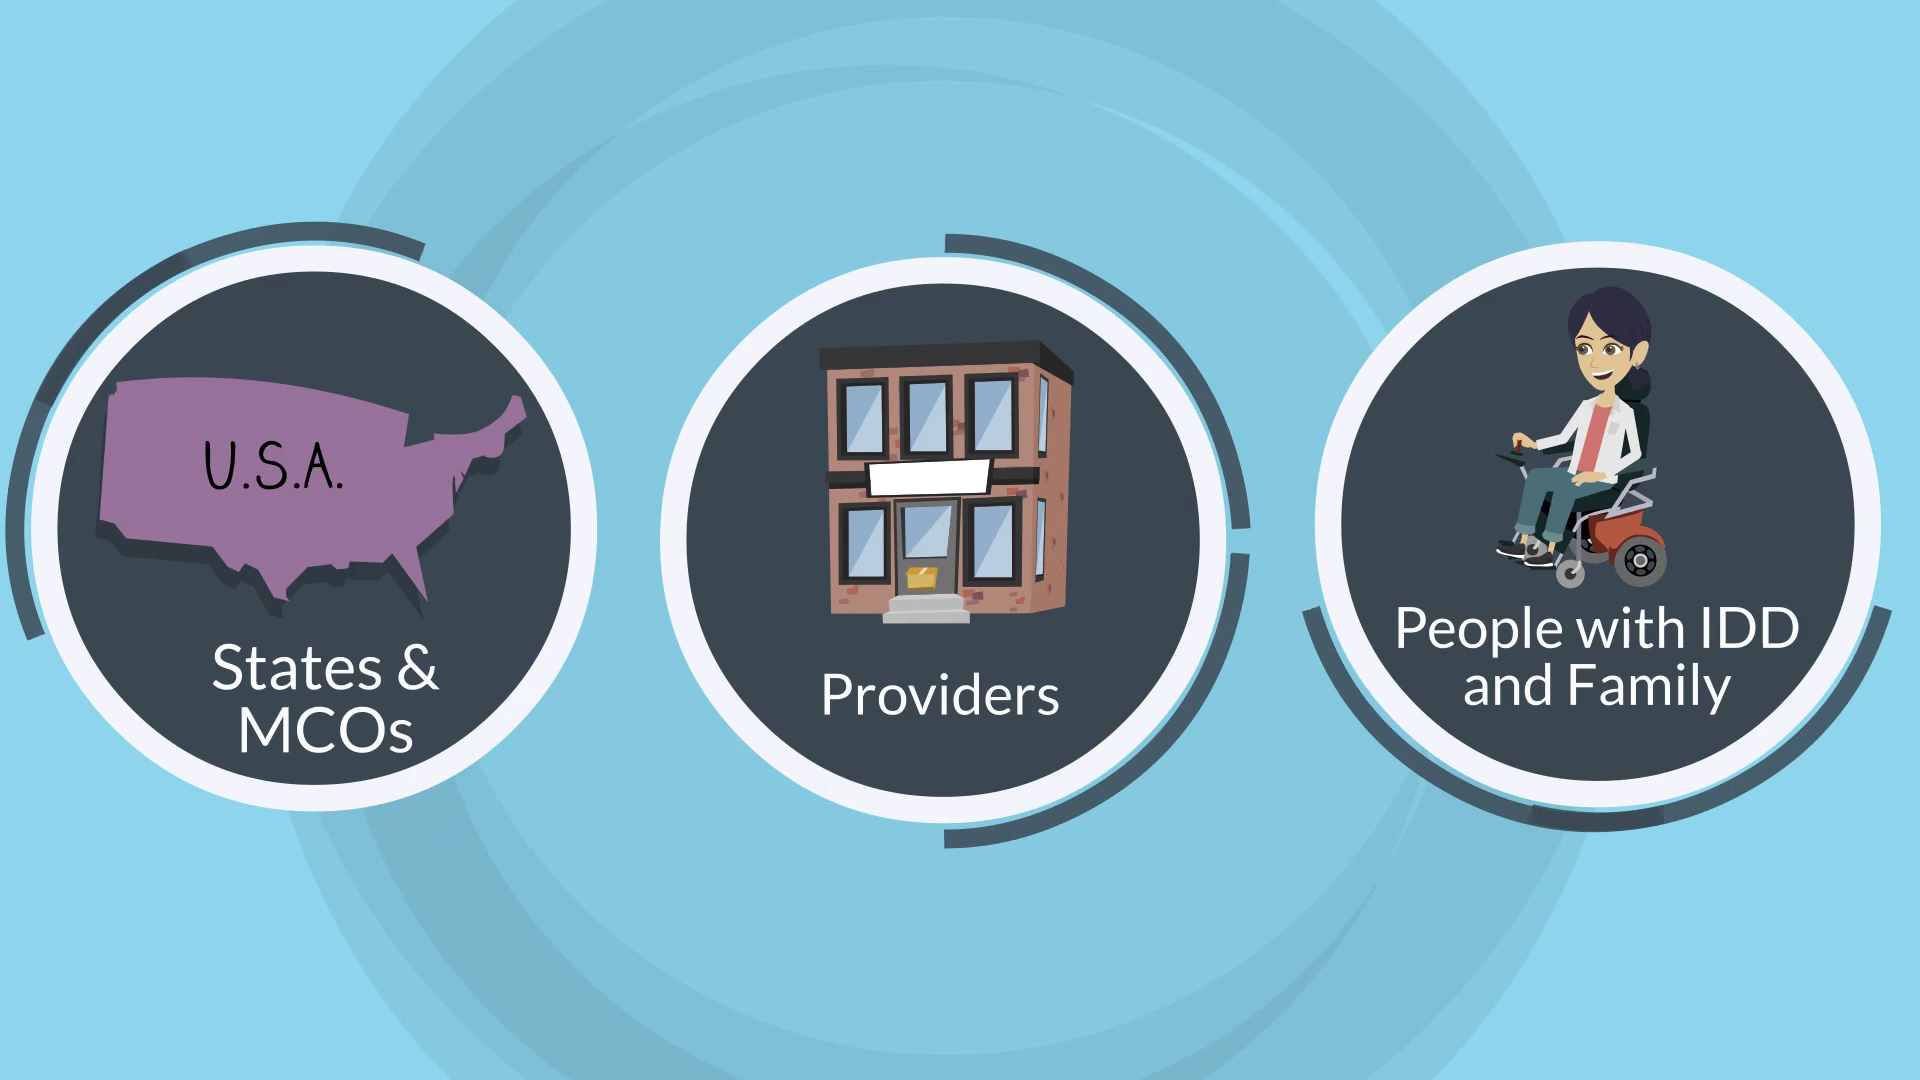 U.S.A.
States &
MCOs
Providers
People with IDD
and Family